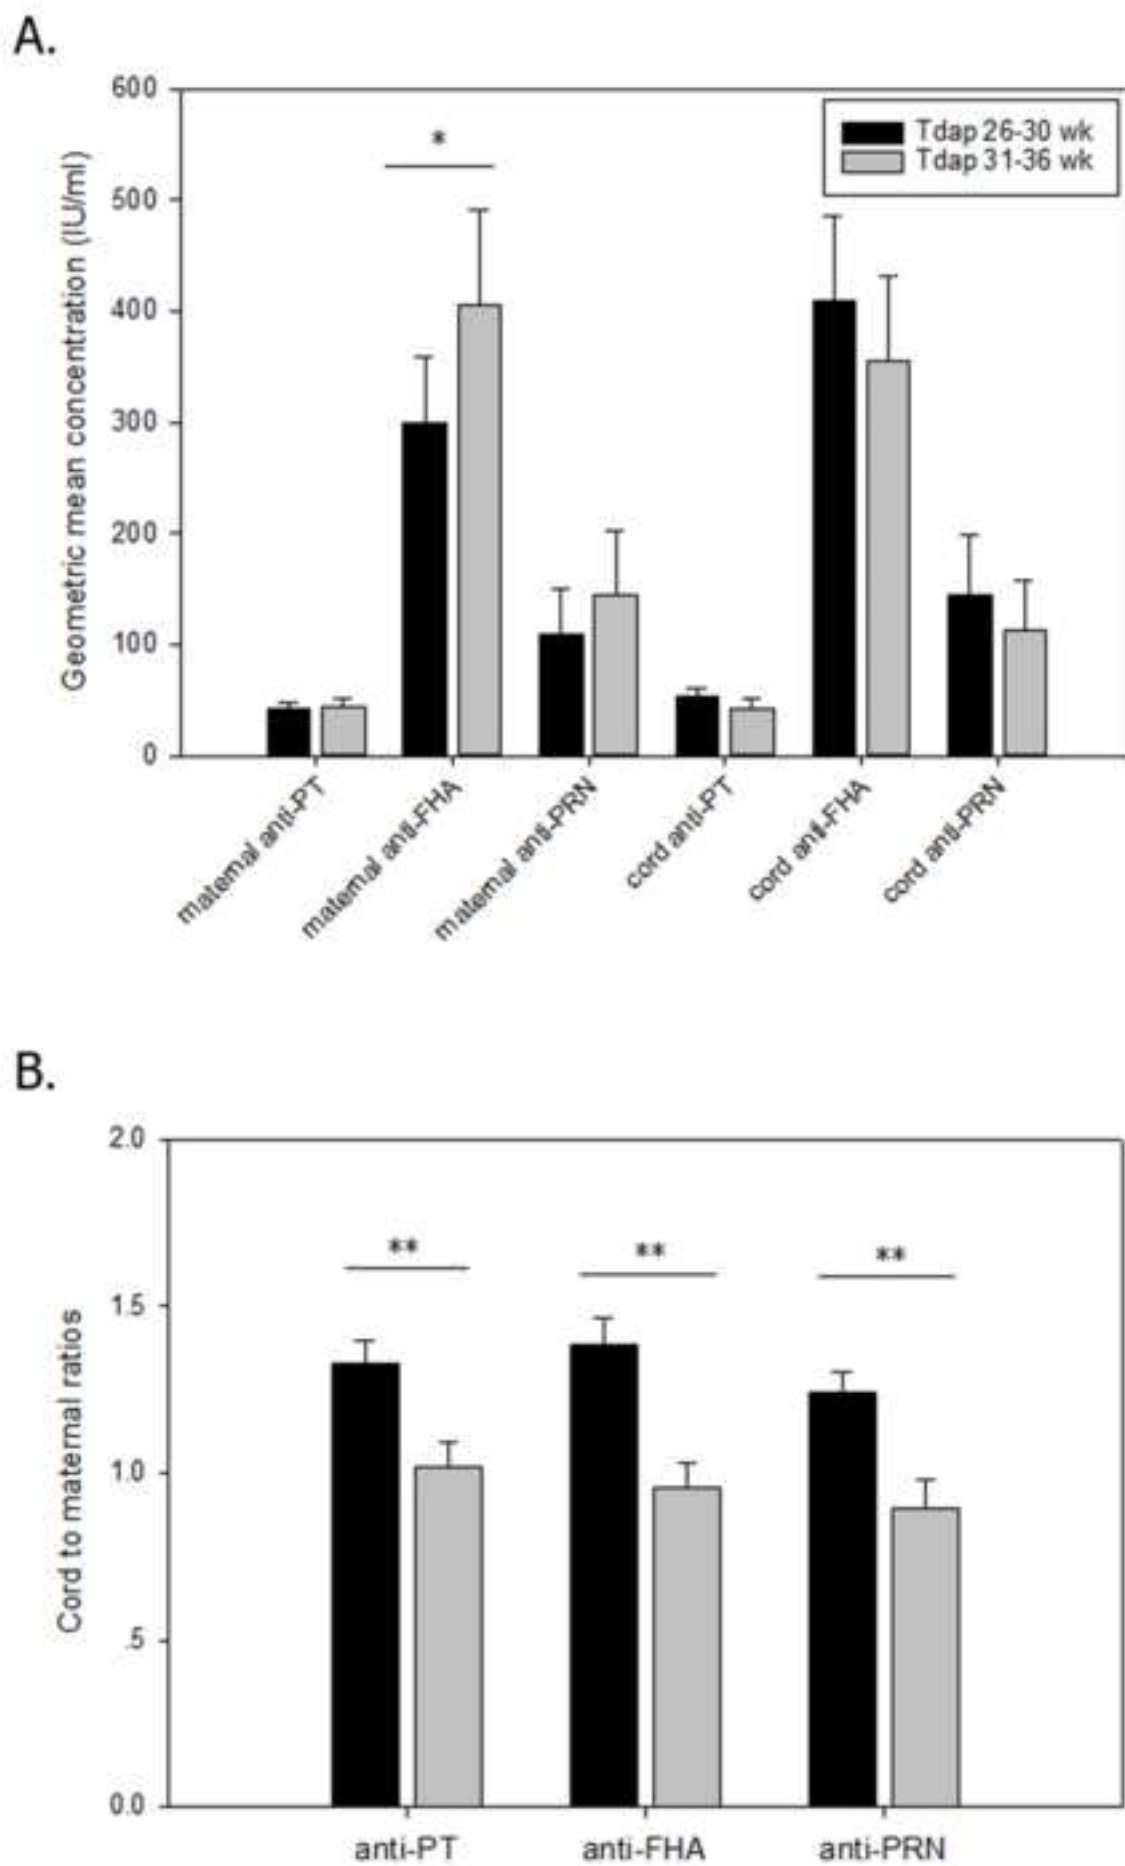 A.
600
500
400
300
200
100
0
Geometric mean concentration (IU/ml)
*
Tdap 26-30 wk
Tdap 31-36 wk
maternal anti-PT
maternal anti-FHA
maternal anti-PRN
cord anti-PT
cord anti-FHA
cord anti-PRN
B.
2.0
1.5
1.0
.5
0.0
Cord to maternal ratios
**
**
**
anti-PT
anti-FHA
anti-PRN